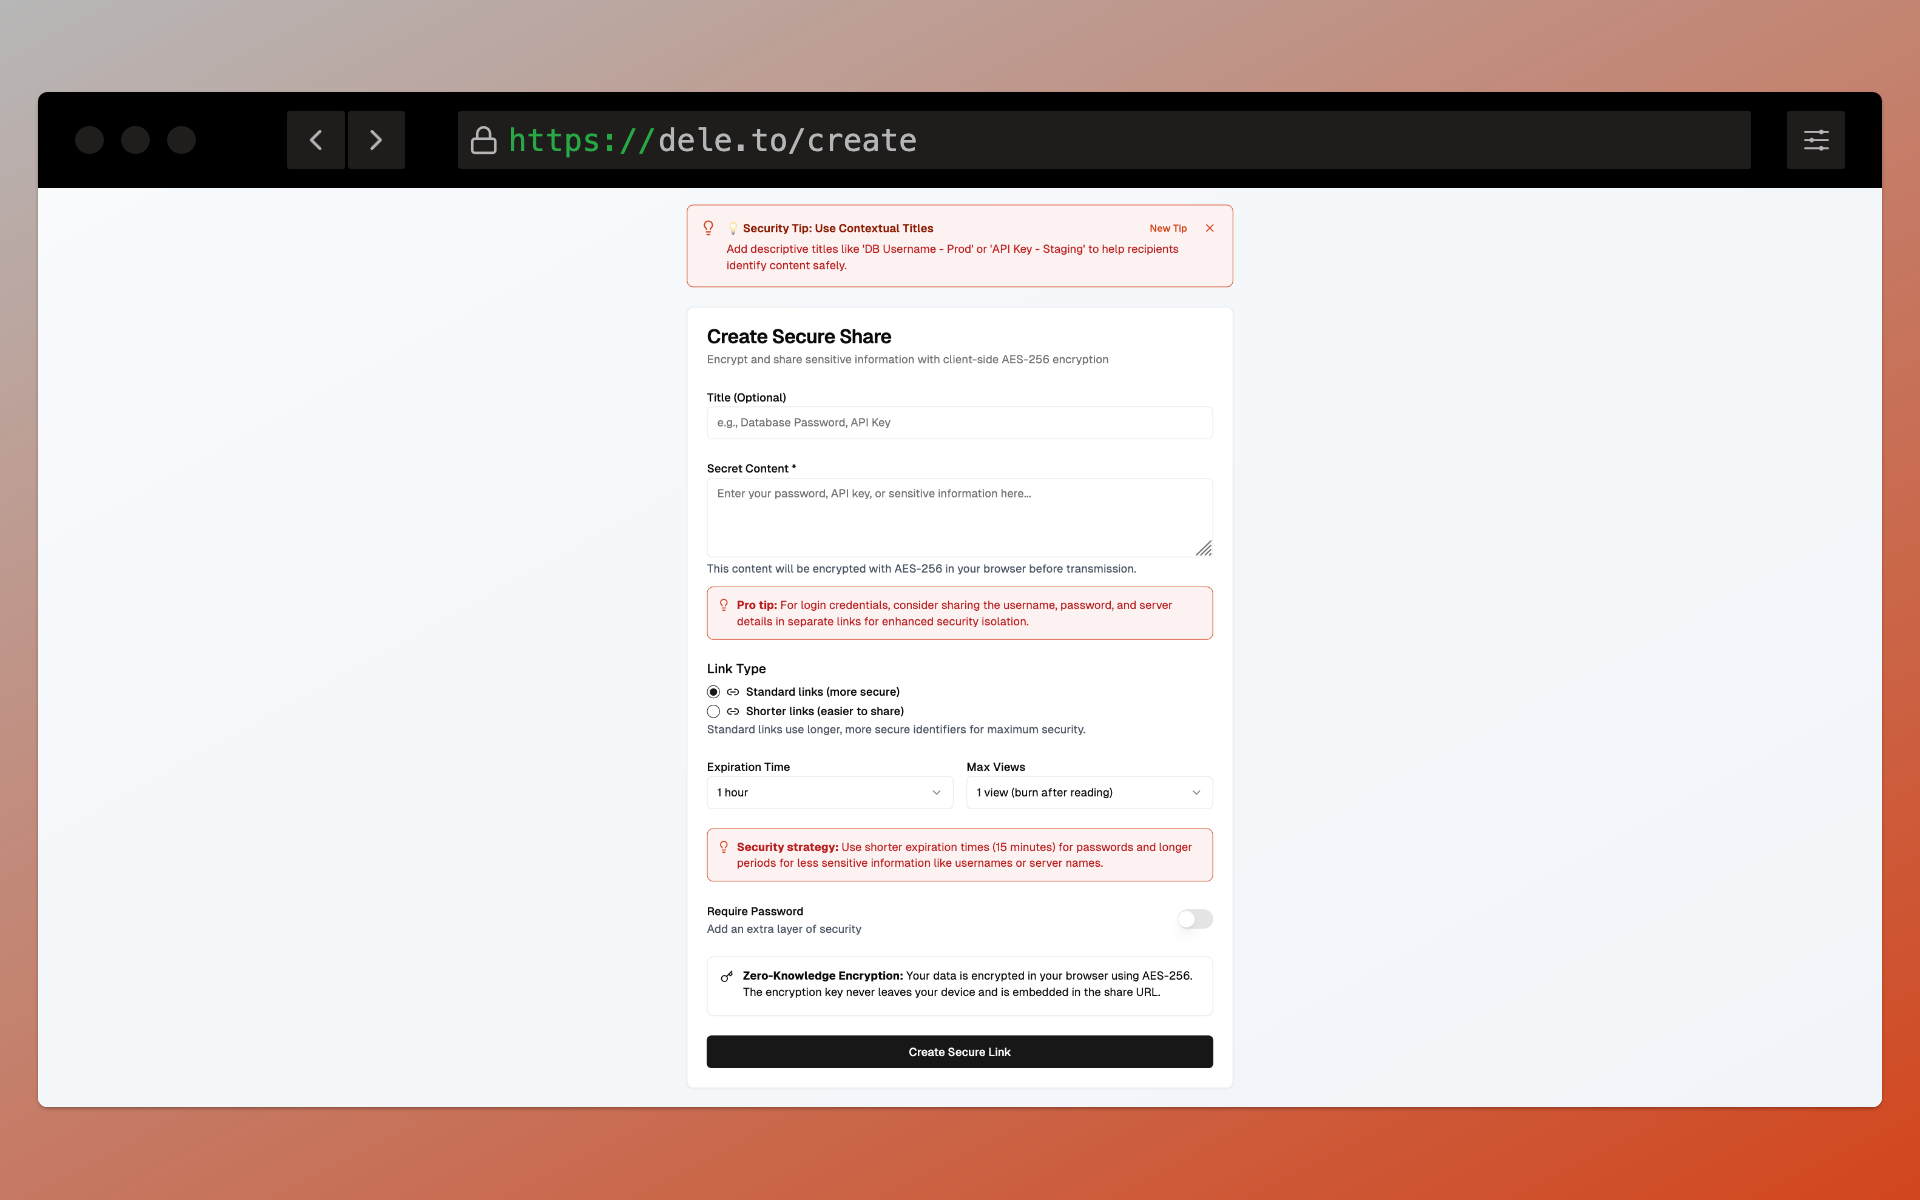 https://dele.to/create
💡 Security Tip: Use Contextual Titles
New Tip
Add descriptive titles like 'DB Username - Prod' or 'API Key - Staging' to help recipients
identify content safely.
Create Secure Share
Encrypt and share sensitive information with client-side AES-256 encryption
Title (Optional)
e.g., Database Password, API Key
Secret Content *
Enter your password, API key, or sensitive information here...
This content will be encrypted with AES-256 in your browser before transmission.
Pro tip: For login credentials, consider sharing the username, password, and server
details in separate links for enhanced security isolation.
Link Type
Standard links (more secure)
Shorter links (easier to share)
Standard links use longer, more secure identifiers for maximum security.
Expiration Time
Max Views
1 hour
1 view (burn after reading)
Security strategy: Use shorter expiration times (15 minutes) for passwords and longer
periods for less sensitive information like usernames or server names.
Require Password
Add an extra layer of security
Zero-Knowledge Encryption: Your data is encrypted in your browser using AES-256.
The encryption key never leaves your device and is embedded in the share URL.
Create Secure Link